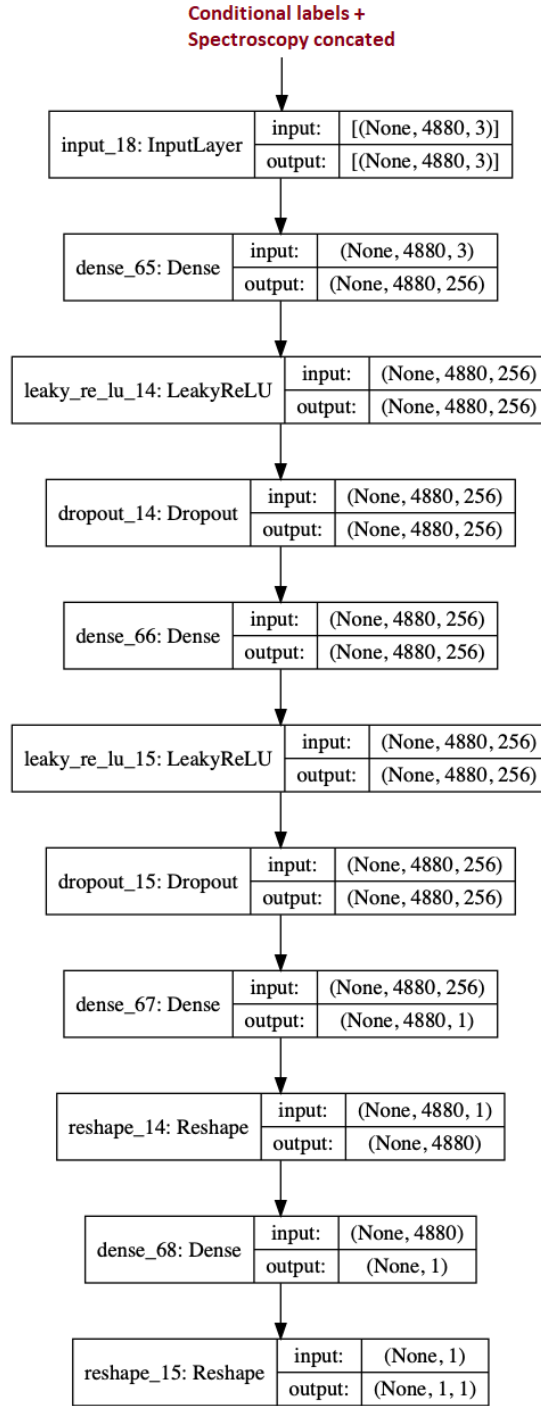 Conditional labels +
Spectroscopy concated
input_18: InputLayer
input: [(None, 4880, 3)]
output: [(None, 4880, 3)]
dense_65: Dense
input: (None, 4880, 3)
output: (None, 4880, 256)
leaky_re_lu_14: LeakyReLU
input: (None, 4880, 256)
output: (None, 4880, 256)
dropout_14: Dropout
input: (None, 4880, 256)
output: (None, 4880, 256)
dense_66: Dense
input: (None, 4880, 256)
output: (None, 4880, 256)
leaky_re_lu_15: LeakyReLU
input: (None, 4880, 256)
output: (None, 4880, 256)
dropout_15: Dropout
input: (None, 4880, 256)
output: (None, 4880, 256)
dense_67: Dense
input: (None, 4880, 256)
output: (None, 4880, 1)
reshape_14: Reshape
input: (None, 4880, 1)
output: (None, 4880)
dense_68: Dense
input: (None, 4880)
output: (None, 1)
reshape_15: Reshape
input: (None, 1)
output: (None, 1, 1)